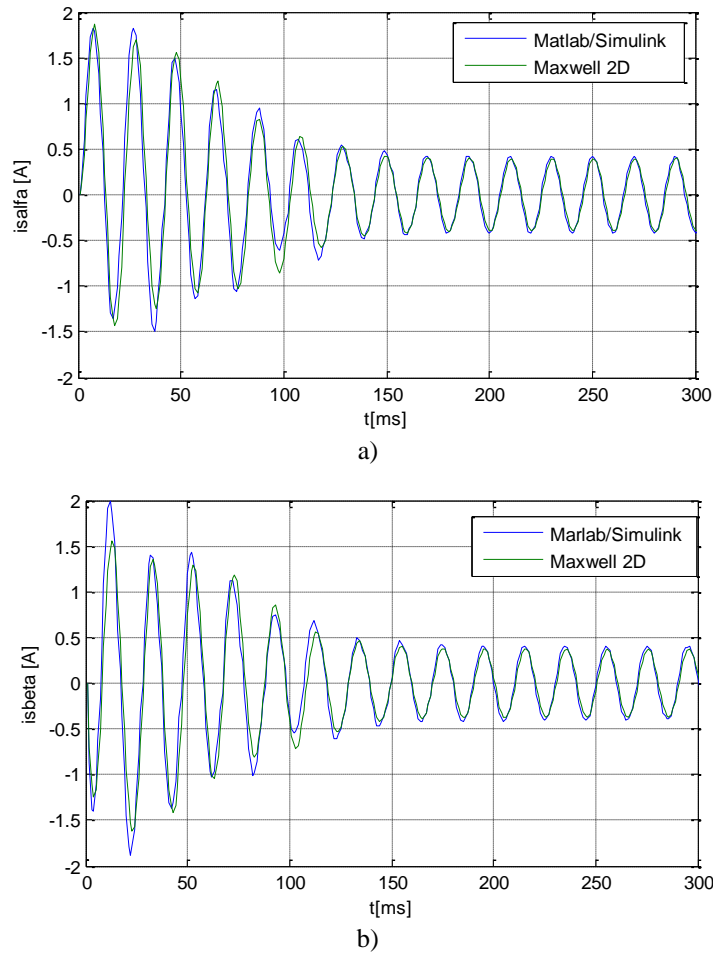 2
1.5
1
0.5
0
-0.5
-1
-1.5
-2
isalfa [A]
Matlab/Simulink
Maxwell 2D
0 50 100 150 200 250 300
t[ms]
a)
2
1.5
1
0.5
0
-0.5
-1
-1.5
-2
isbeta [A]
Marlab/Simulink
Maxwell 2D
0 50 100 150 200 250 300
t[ms]
b)